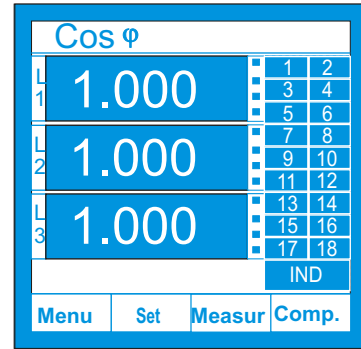 Cos φ
L1 1.000
L2 1.000
L3 1.000
1 2
3 4
5 6
7 8
9 10
11 12
13 14
15 16
17 18
IND
Menu Set Measur Comp.